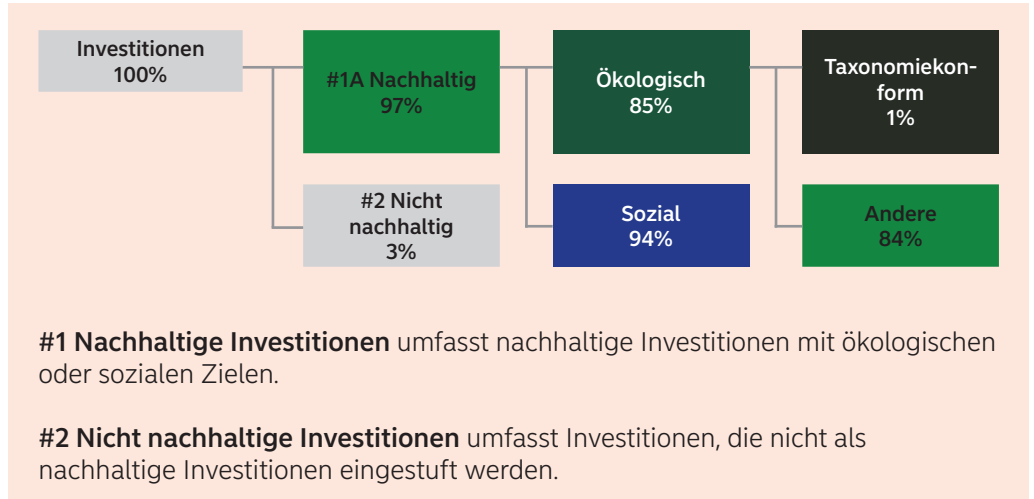 Investitionen
100%
#1A Nachhaltig
97%
Ökologisch
85%
Taxonomiekon-
form
1%
#2 Nicht
nachhaltig
3%
Sozial
94%
Andere
84%
#1 Nachhaltige Investitionen umfasst nachhaltige Investitionen mit ökologischen
oder sozialen Zielen.
#2 Nicht nachhaltige Investitionen umfasst Investitionen, die nicht als
nachhaltige Investitionen eingestuft werden.